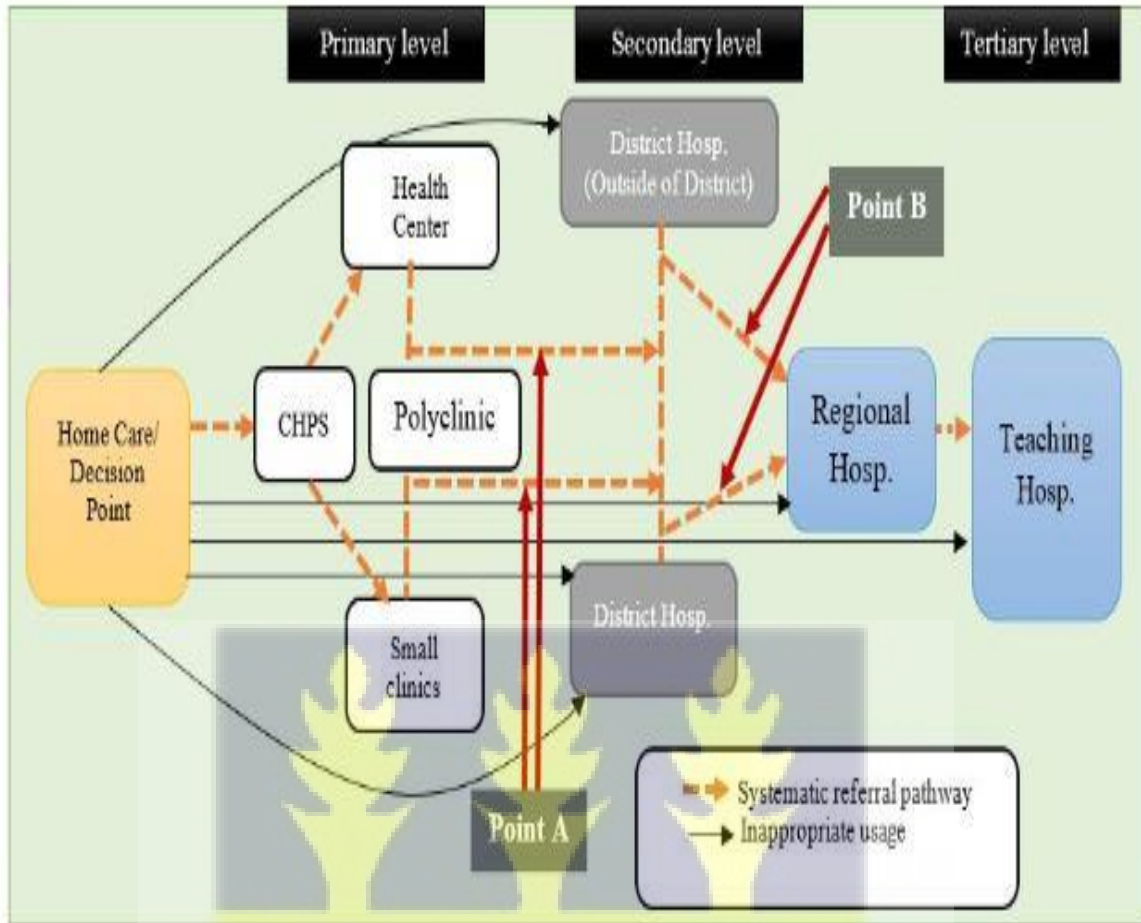 Primary level
Secondary level
Tertiary level
District Hosp.
(Outside of District)
Health
Center
Point B
Home Care/
Decision
Point
CHPS
Polyclinic
Regional
Hosp.
Teaching
Hosp.
Small
clinics
District Hosp.
Point A
Systematic referral pathway
Inappropriate usage